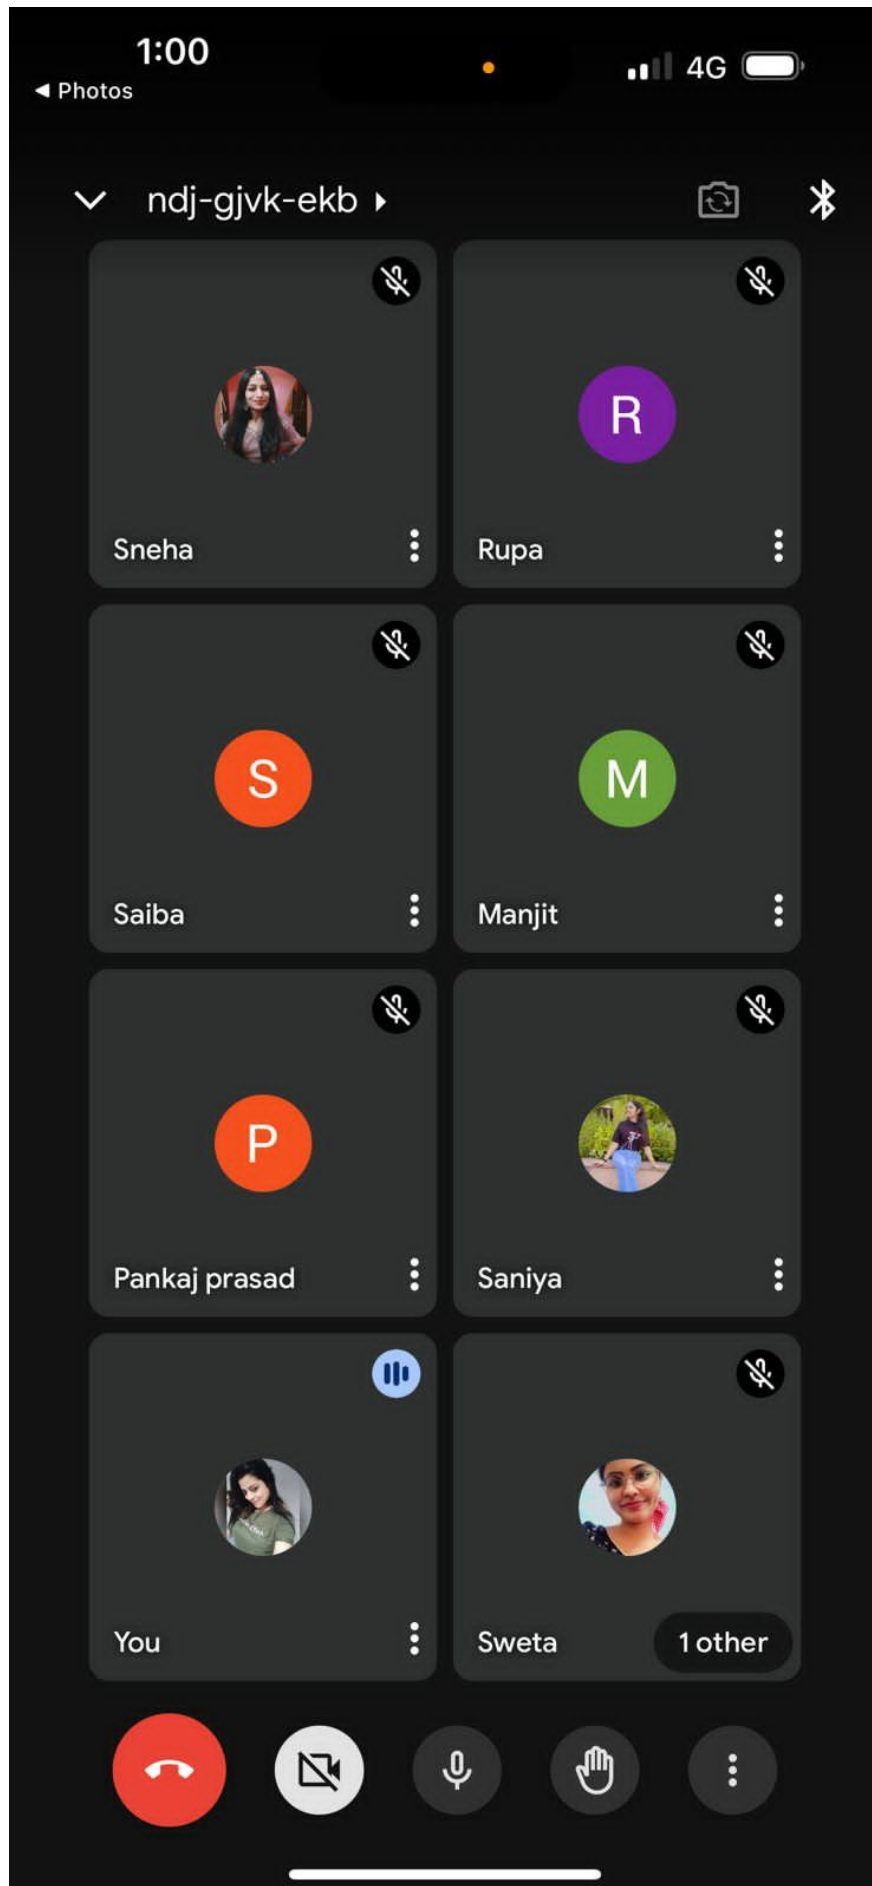 1:00
4G
◀ Photos
ndj-gjvk-ekb
R
Sneha
Rupa
S
M
Saiba
Manjit
P
Pankaj prasad
Saniya
You
Sweta
1 other